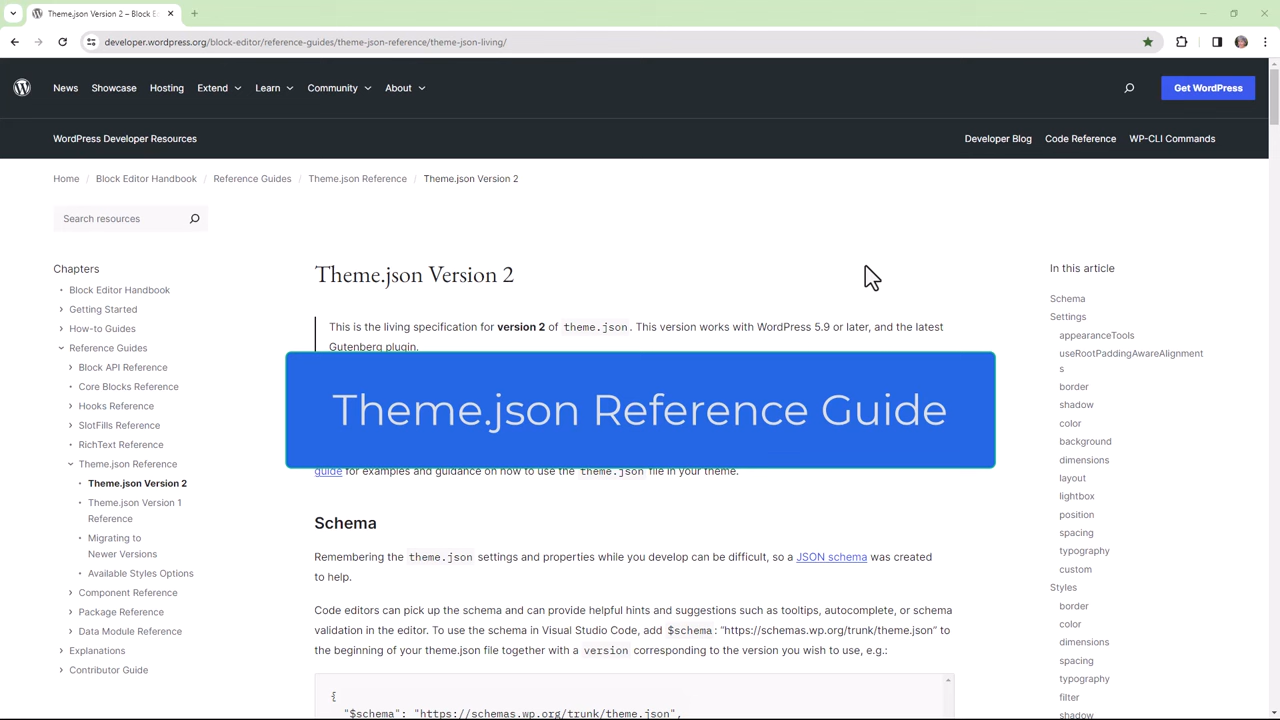 Theme.json Version 2 – Block E
developer.wordpress.org/block-editor/reference-guides/theme-json-reference/theme-json-living/
News Showcase Hosting Extend Learn Community About Get WordPress
WordPress Developer Resources Developer Blog Code Reference WP-CLI Commands
Home / Block Editor Handbook / Reference Guides / Theme.json Reference / Theme.json Version 2
Search resources
Chapters
Block Editor Handbook
Getting Started
How-to Guides
Reference Guides
Block API Reference
Core Blocks Reference
Hooks Reference
SlotFills Reference
RichText Reference
Theme.json Reference
Theme.json Version 2
Theme.json Version 1
Reference
Migrating to
Newer Versions
Available Styles Options
Component Reference
Package Reference
Data Module Reference
Explanations
Contributor Guide
Theme.json Version 2
This is the living specification for version 2 of theme.json. This version works with WordPress 5.9 or later, and the latest
Gutenberg plugin.
Theme.json Reference Guide
guide for examples and guidance on how to use the theme.json file in your theme.
Schema
Remembering the theme.json settings and properties while you develop can be difficult, so a JSON schema was created
to help.
Code editors can pick up the schema and can provide helpful hints and suggestions such as tooltips, autocomplete, or schema
validation in the editor. To use the schema in Visual Studio Code, add $schema: “https://schemas.wp.org/trunk/theme.json” to
the beginning of your theme.json file together with a version corresponding to the version you wish to use, e.g.:
{
"$schema": "https://schemas.wp.org/trunk/theme.json",
In this article
Schema
Settings
appearanceTools
useRootPaddingAwareAlignment
s
border
shadow
color
background
dimensions
layout
lightbox
position
spacing
typography
custom
Styles
border
color
dimensions
spacing
typography
filter
shadow